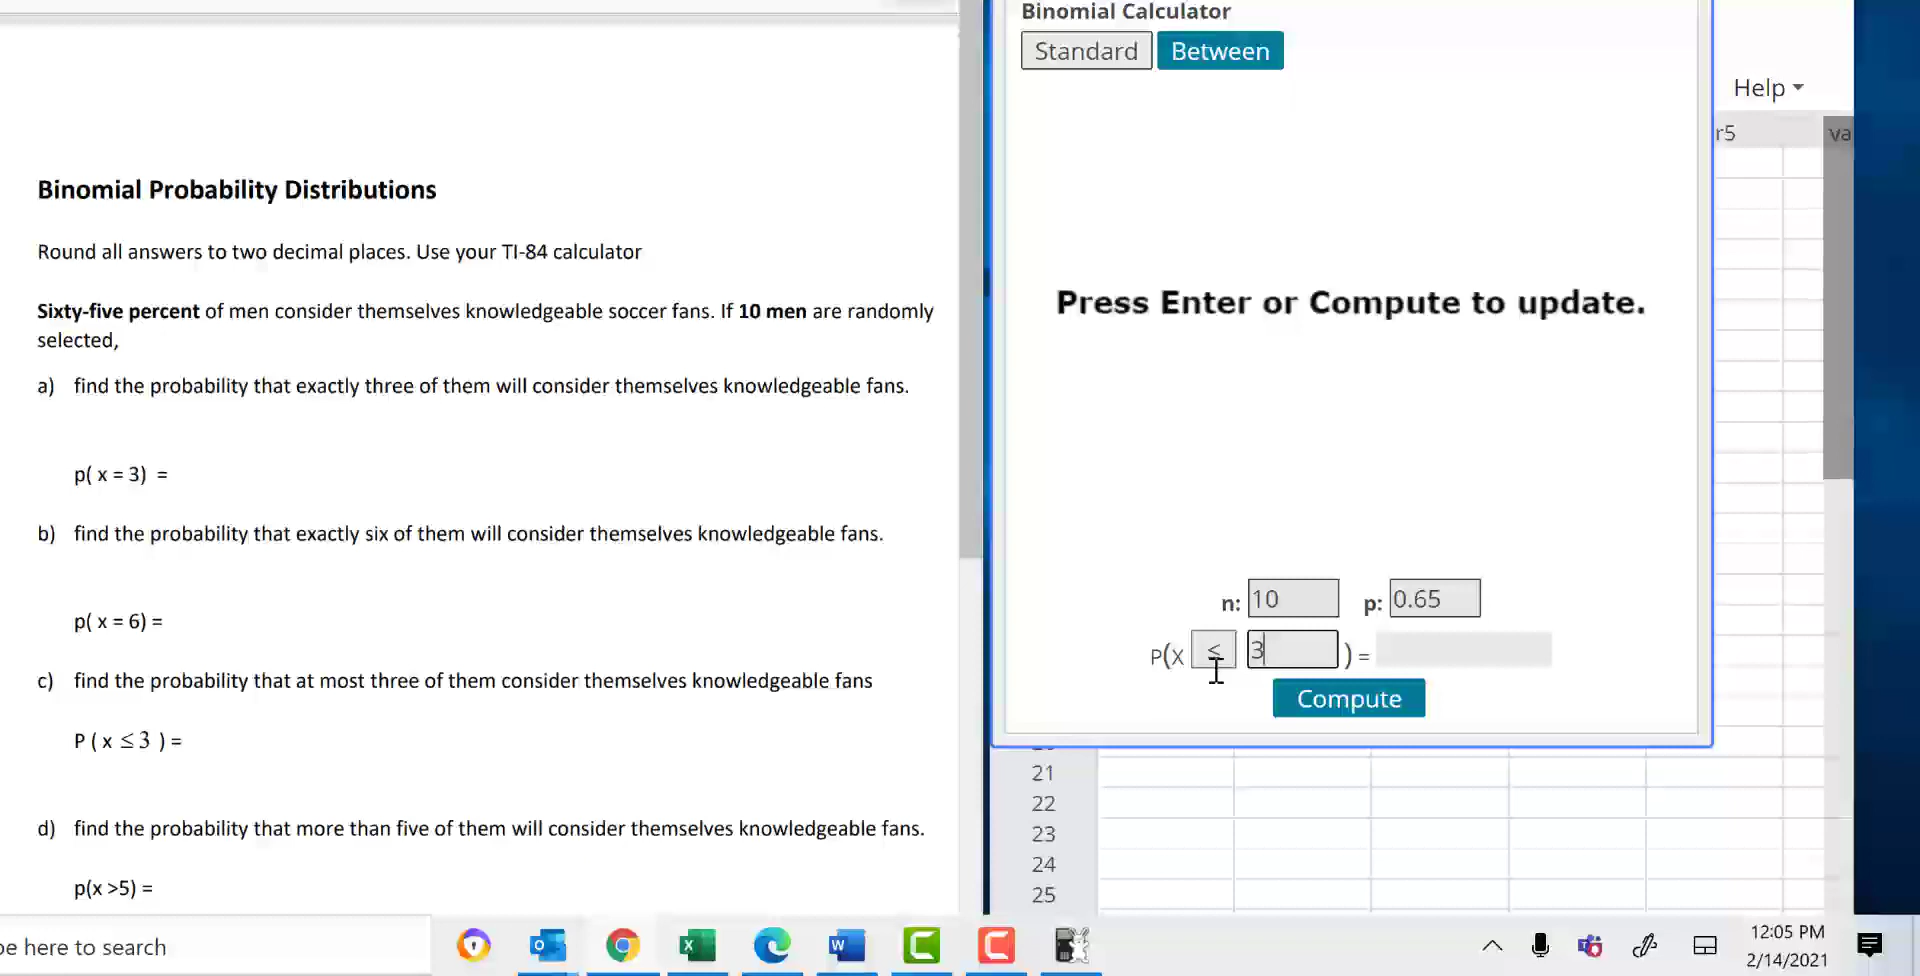 Binomial Calculator
Standard Between
Help
r5 va
Binomial Probability Distributions
Round all answers to two decimal places. Use your TI-84 calculator
Sixty-five percent of men consider themselves knowledgeable soccer fans. If 10 men are randomly
selected,
a) find the probability that exactly three of them will consider themselves knowledgeable fans.
p( x = 3) =
b) find the probability that exactly six of them will consider themselves knowledgeable fans.
p( x = 6) =
c) find the probability that at most three of them consider themselves knowledgeable fans
P ( x ≤ 3 ) =
d) find the probability that more than five of them will consider themselves knowledgeable fans.
p(x >5) =
Press Enter or Compute to update.
n: 10 p: 0.65
P(X ≤ 3 ) =
Compute
21
22
23
24
25
pe here to search
12:05 PM
2/14/2021